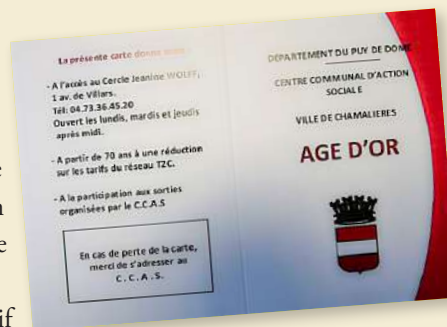 La présente carte donne droit
- A l'accès au Cercle Jeanine WOLFF,
1 av. de Villars.
Tél: 04.73.36.45.20
Ouvert les lundis, mardis et jeudis
après midi.
- A partir de 70 ans à une réduction
sur les tarifs du réseau T2C.
- A la participation aux sorties
organisées par le C.C.A.S
En cas de perte de la carte,
merci de s'adresser au
C.C.A.S.
DEPARTEMENT DU PUY DE DOME
CENTRE COMMUNAL D'ACTION
SOCIALE
VILLE DE CHAMALIERES
AGE D'OR
if